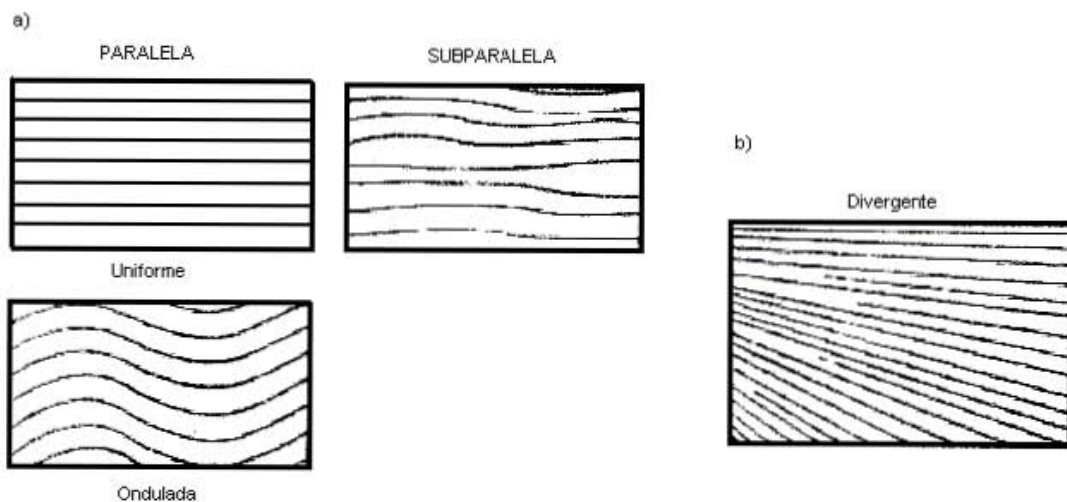 a)
PARALELA
SUBPARALELA
b)
Divergente
Uniforme
Ondulada